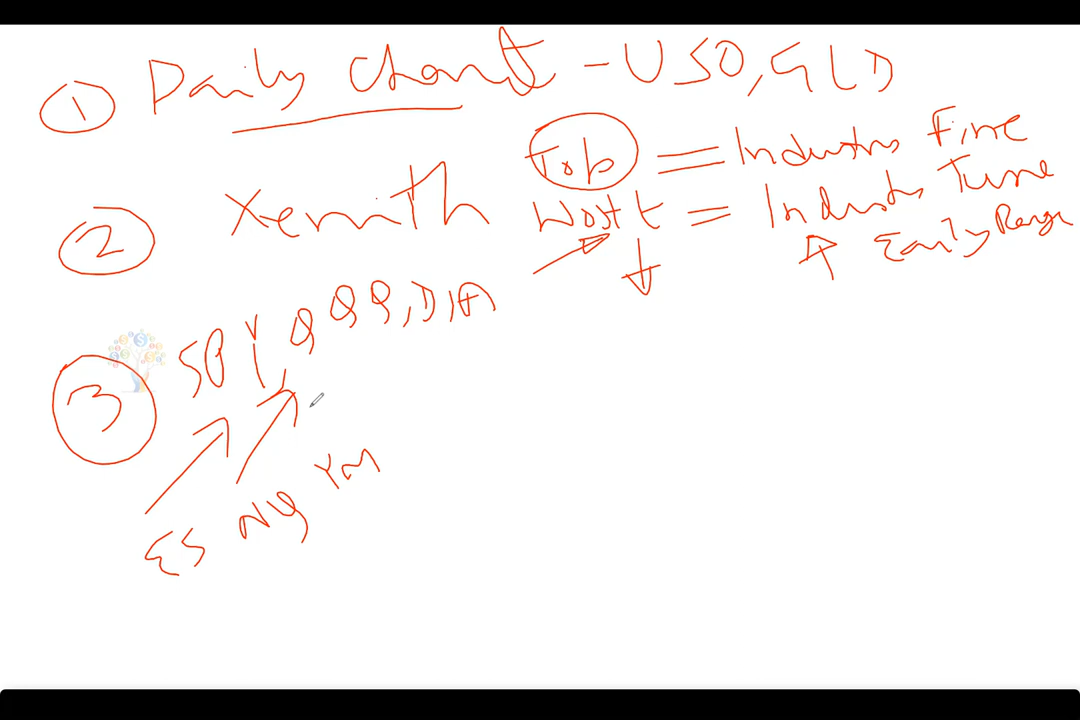 ① Daily Chart - USO, GLD
② Xenith Top = Industry Fine
Worst = Industry Turn
Early Range
③ SPY, QQQ, DIA
ES NQ YM